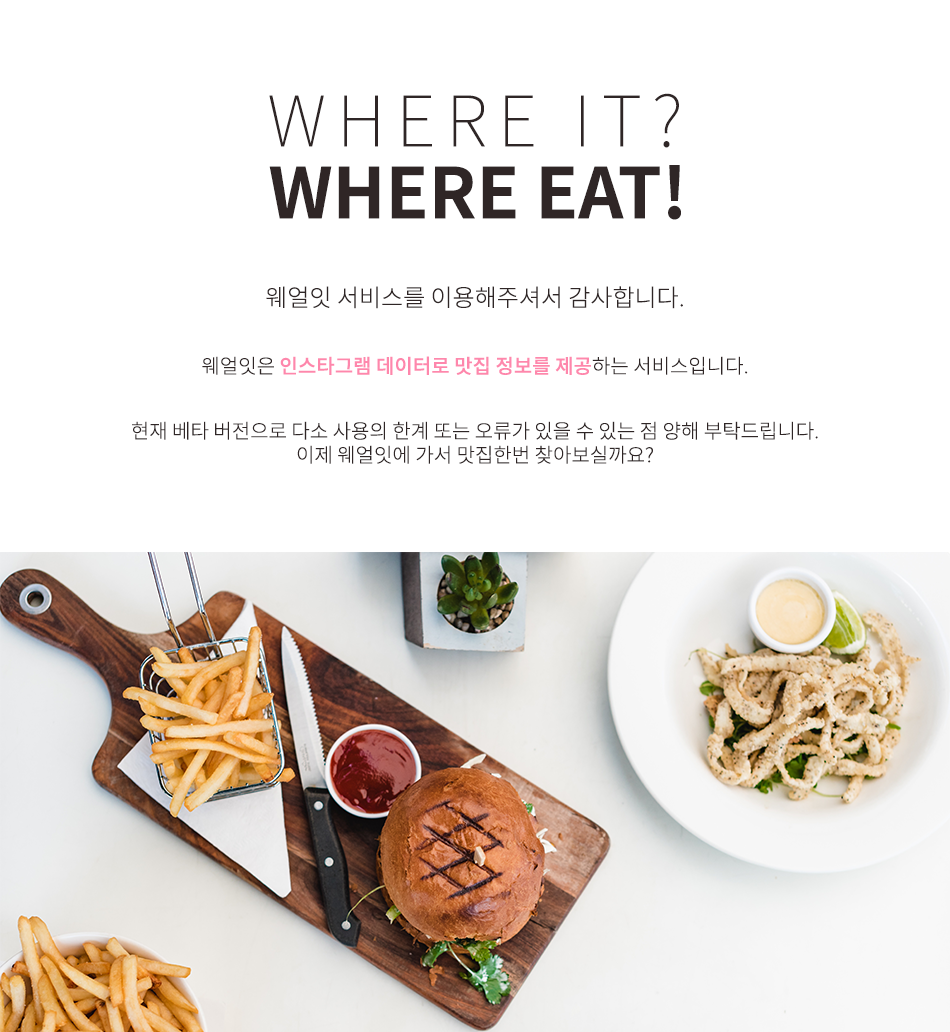 WHERE IT?
WHERE EAT!
웨얼잇 서비스를 이용해주셔서 감사합니다.
웨얼잇은 인스타그램 데이터로 맛집 정보를 제공하는 서비스입니다.
현재 베타 버전으로 다소 사용의 한계 또는 오류가 있을 수 있는 점 양해 부탁드립니다.
이제 웨얼잇에 가서 맛집한번 찾아보실까요?